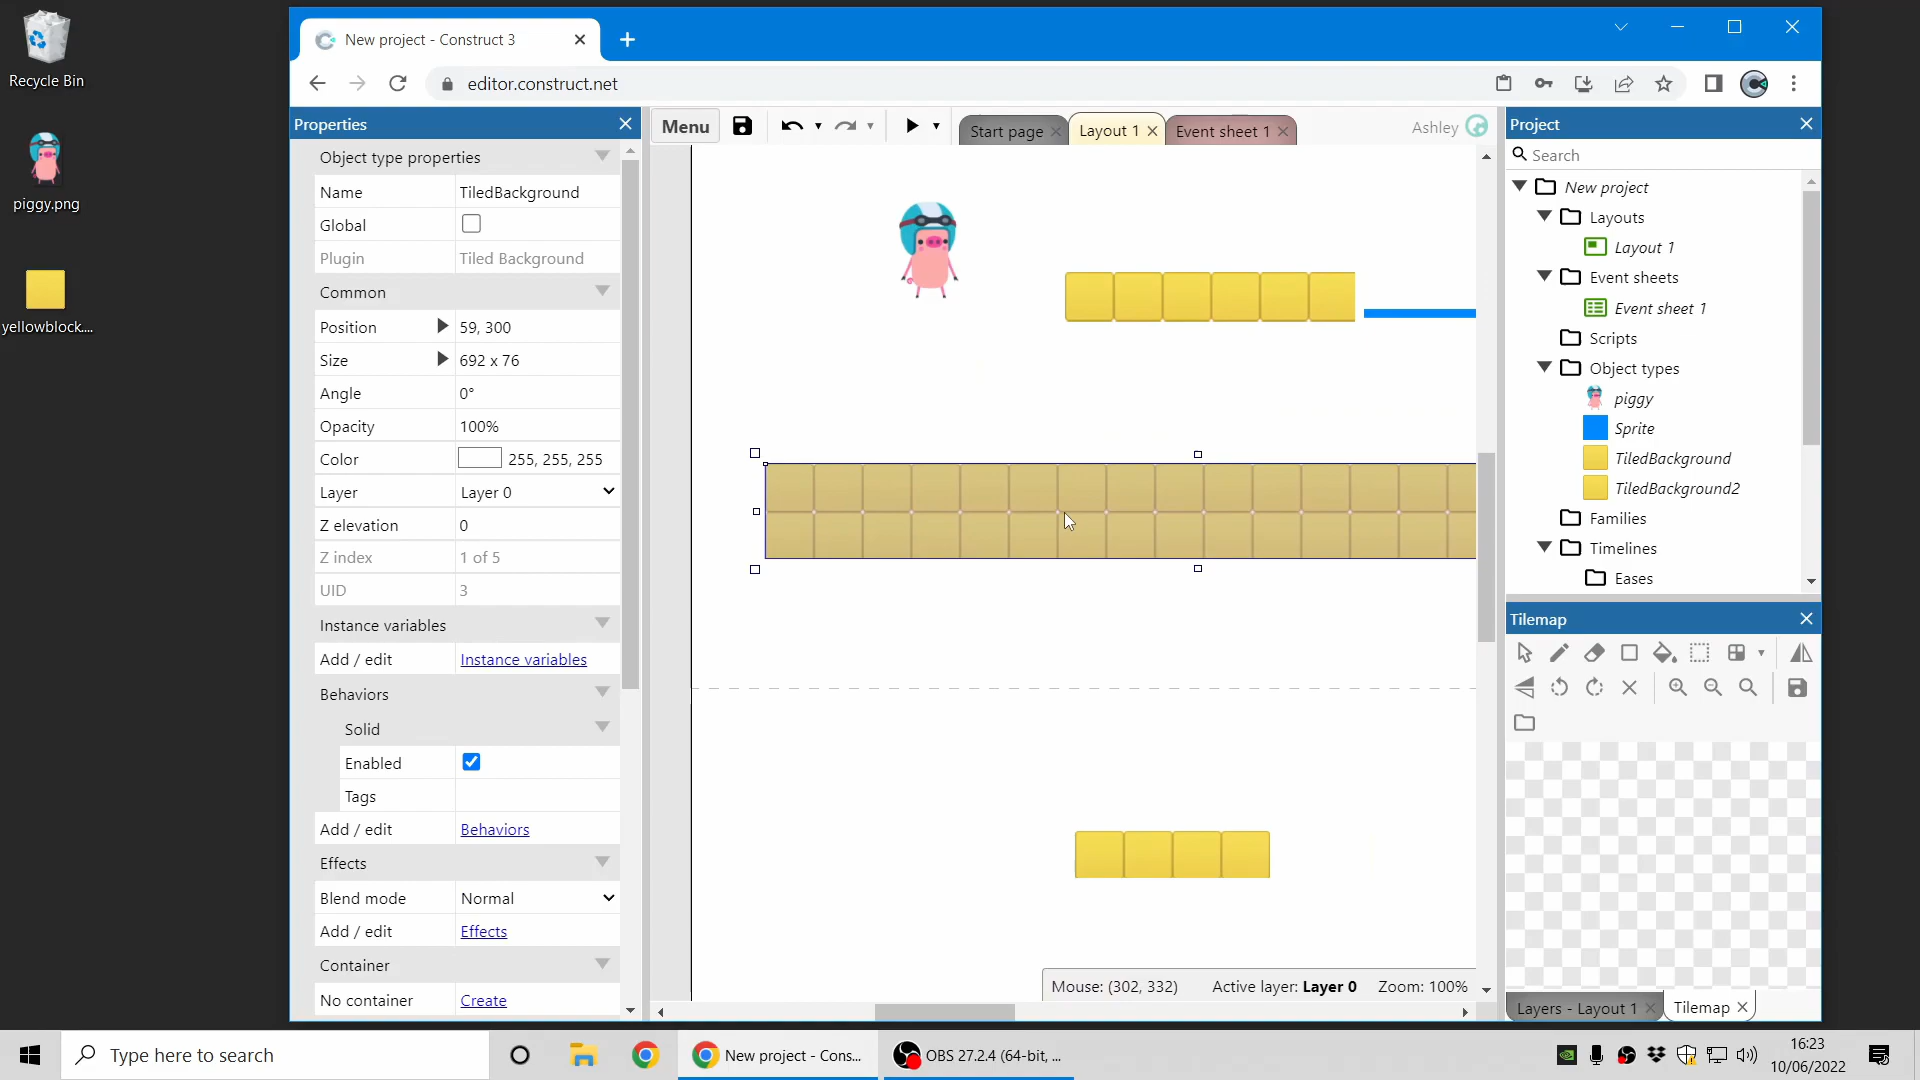 Recycle Bin
piggy.png
yellowblock....
New project - Construct 3
editor.construct.net
Properties
Object type properties
Name TiledBackground
Global
Plugin Tiled Background
Common
Position 59, 300
Size 692 x 76
Angle 0°
Opacity 100%
Color 255, 255, 255
Layer Layer 0
Z elevation 0
Z index 1 of 5
UID 3
Instance variables
Add / edit Instance variables
Behaviors
Solid
Enabled
Tags
Add / edit Behaviors
Effects
Blend mode Normal
Add / edit Effects
Container
No container Create
Menu
Start page
Layout 1
Event sheet 1
Ashley
Mouse: (302, 332) Active layer: Layer 0 Zoom: 100%
Project
Search
New project
Layouts
Layout 1
Event sheets
Event sheet 1
Scripts
Object types
piggy
Sprite
TiledBackground
TiledBackground2
Families
Timelines
Eases
Tilemap
Layers - Layout 1
Tilemap
Type here to search
New project - Cons...
OBS 27.2.4 (64-bit, ...
16:23
10/06/2022